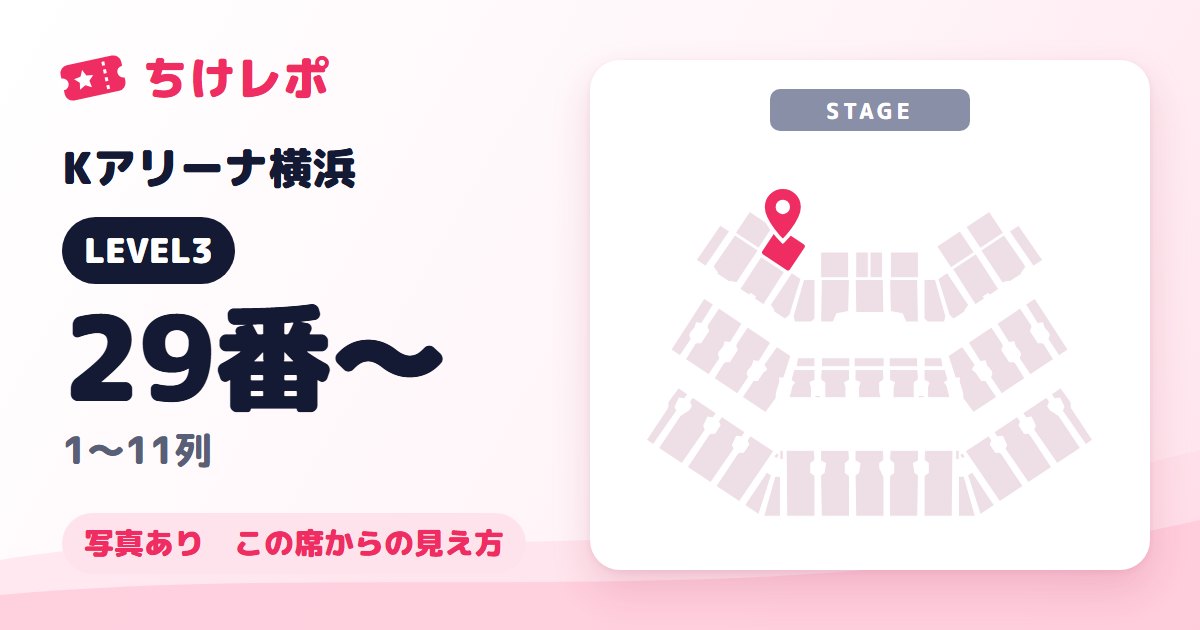 ちけレポ
Kアリーナ横浜
LEVEL3
29番〜
1〜11列
写真あり　この席からの見え方
STAGE